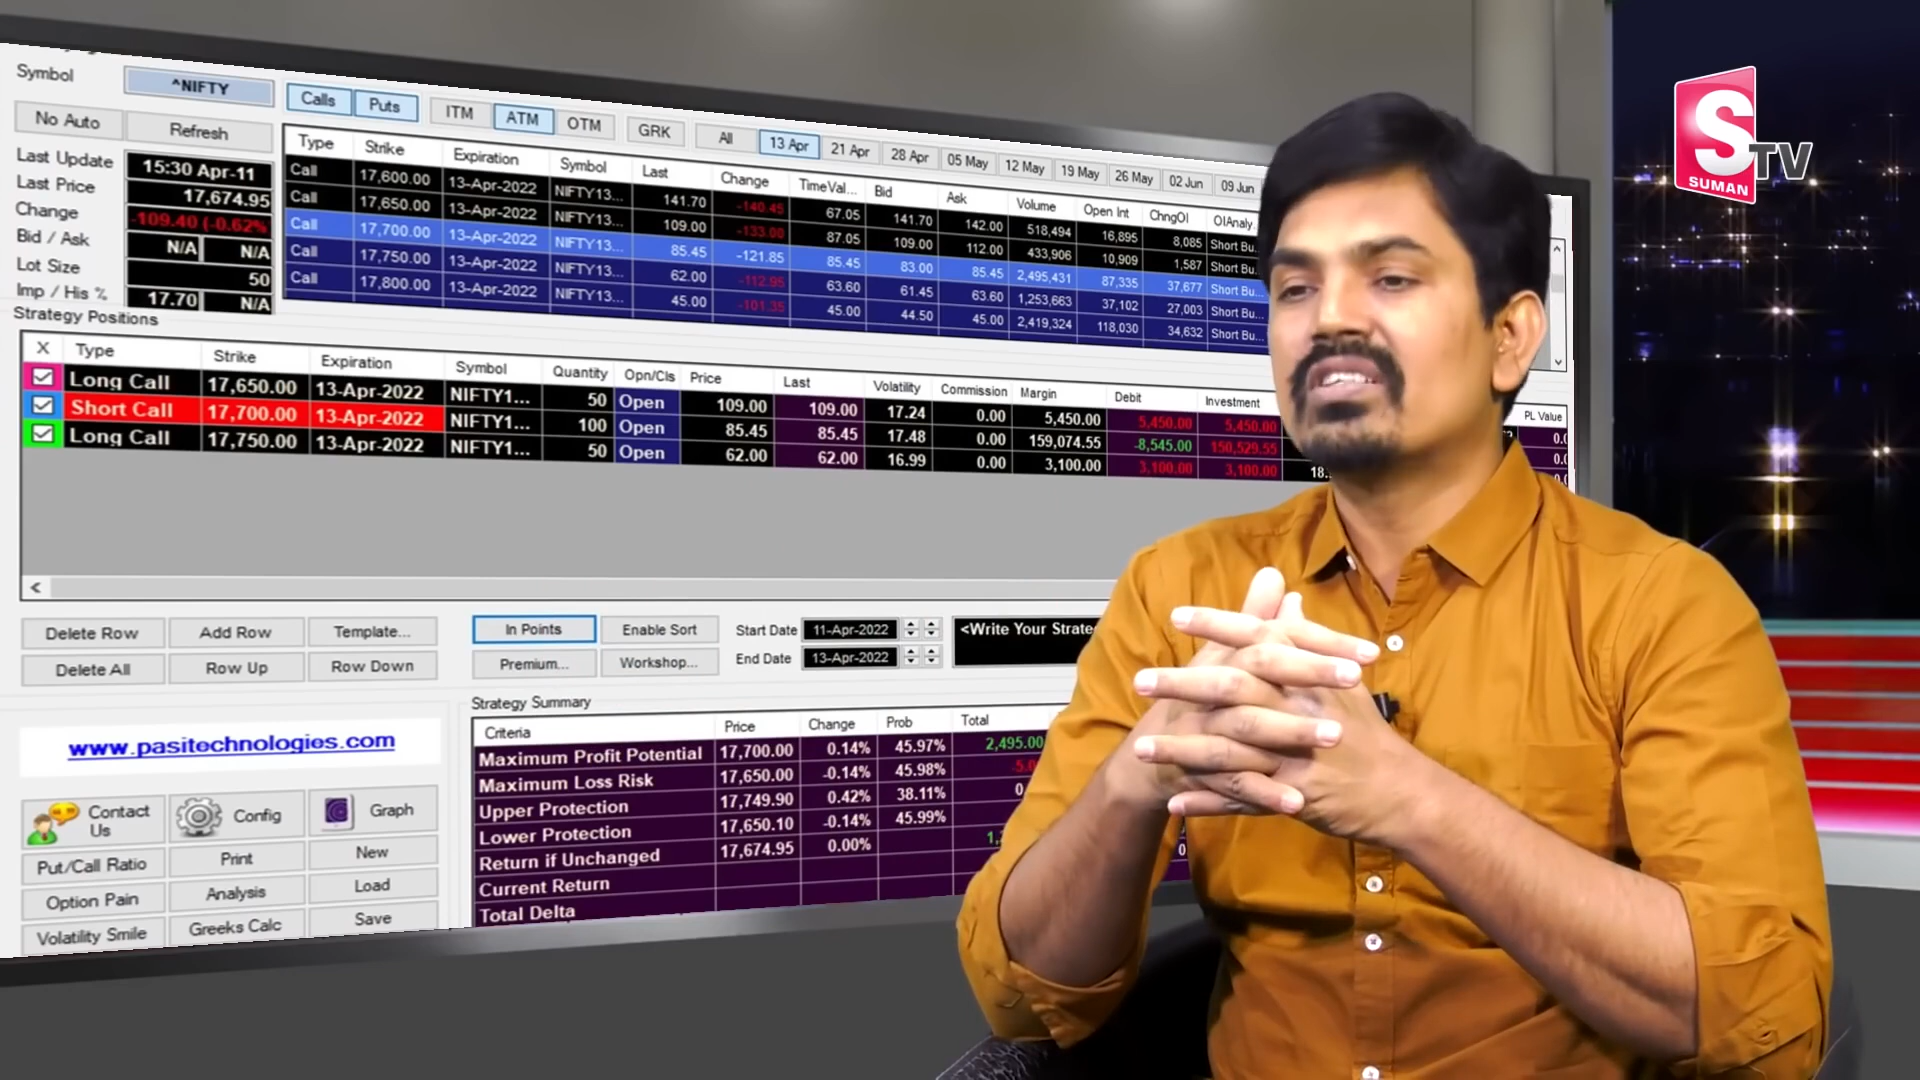 Symbol ^NIFTY Calls Puts ITM ATM OTM GRK All 13 Apr 21 Apr 28 Apr 05 May 12 May 19 May 26 May 02 Jun 09 Jun
No Auto Refresh
Last Update 15:30 Apr-11
Last Price 17,674.95
Change -109.40 (-0.62%
Bid / Ask N/A N/A
Lot Size 50
Imp / His % 17.70 N/A
Type Strike Expiration Symbol Last Change TimeVal... Bid Ask Volume Open Int ChngOI OIAnaly
Call 17,600.00 13-Apr-2022 NIFTY13... 141.70 -140.45 67.05 141.70 142.00 518,494 16,895 8,085 Short Bu...
Call 17,650.00 13-Apr-2022 NIFTY13... 109.00 -133.00 87.05 109.00 112.00 433,906 10,909 1,587 Short Bu...
Call 17,700.00 13-Apr-2022 NIFTY13... 85.45 -121.85 85.45 83.00 85.45 2,495,431 87,335 37,677 Short Bu...
Call 17,750.00 13-Apr-2022 NIFTY13... 62.00 -112.95 63.60 61.45 63.60 1,253,663 37,102 27,003 Short Bu...
Call 17,800.00 13-Apr-2022 NIFTY13... 45.00 -101.35 45.00 44.50 45.00 2,419,324 118,030 34,632 Short Bu...
Strategy Positions
X Type Strike Expiration Symbol Quantity Opn/Cls Price Last Volatility Commission Margin Debit Investment PL Value
Long Call 17,650.00 13-Apr-2022 NIFTY1... 50 Open 109.00 109.00 17.24 0.00 5,450.00 5,450.00 5,450.00
Short Call 17,700.00 13-Apr-2022 NIFTY1... 100 Open 85.45 85.45 17.48 0.00 159,074.55 -8,545.00 150,529.55
Long Call 17,750.00 13-Apr-2022 NIFTY1... 50 Open 62.00 62.00 16.99 0.00 3,100.00 3,100.00 3,100.00
Delete Row Add Row Template... In Points Enable Sort Start Date 11-Apr-2022 <Write Your Strate
Delete All Row Up Row Down Premium... Workshop... End Date 13-Apr-2022
www.pasitechnologies.com
Contact Us Config Graph
Put/Call Ratio Print New
Option Pain Analysis Load
Volatility Smile Greeks Calc Save
Strategy Summary
Criteria Price Change Prob Total
Maximum Profit Potential 17,700.00 0.14% 45.97% 2,495.00
Maximum Loss Risk 17,650.00 -0.14% 45.98%
Upper Protection 17,749.90 0.42% 38.11%
Lower Protection 17,650.10 -0.14% 45.99%
Return if Unchanged 17,674.95 0.00%
Current Return
Total Delta
S TV
SUMAN